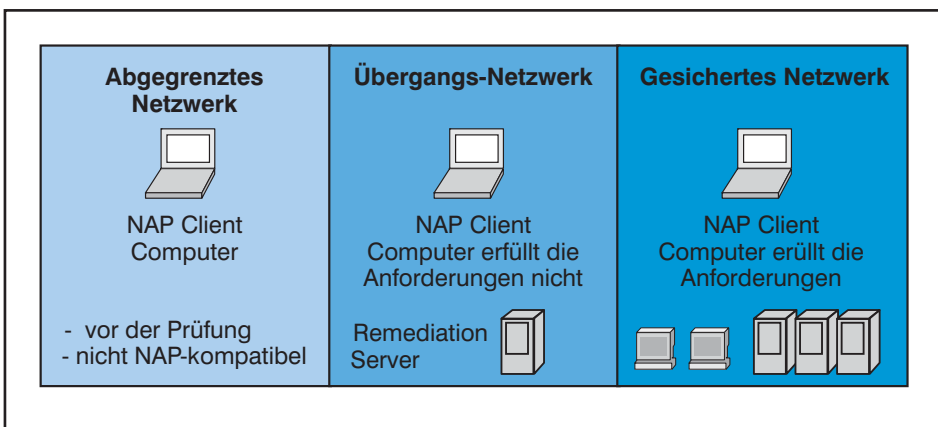 Abgegrenztes
Netzwerk
NAP Client
Computer
- vor der Prüfung
- nicht NAP-kompatibel
Übergangs-Netzwerk
NAP Client
Computer erfüllt die
Anforderungen nicht
Remediation
Server
Gesichertes Netzwerk
NAP Client
Computer erüllt die
Anforderungen